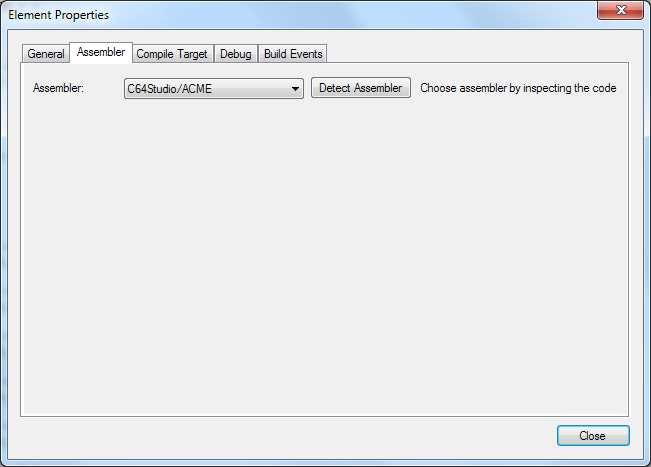 Element Properties
General Assembler Compile Target Debug Build Events
Assembler: C64Studio/ACME Detect Assembler Choose assembler by inspecting the code
Close